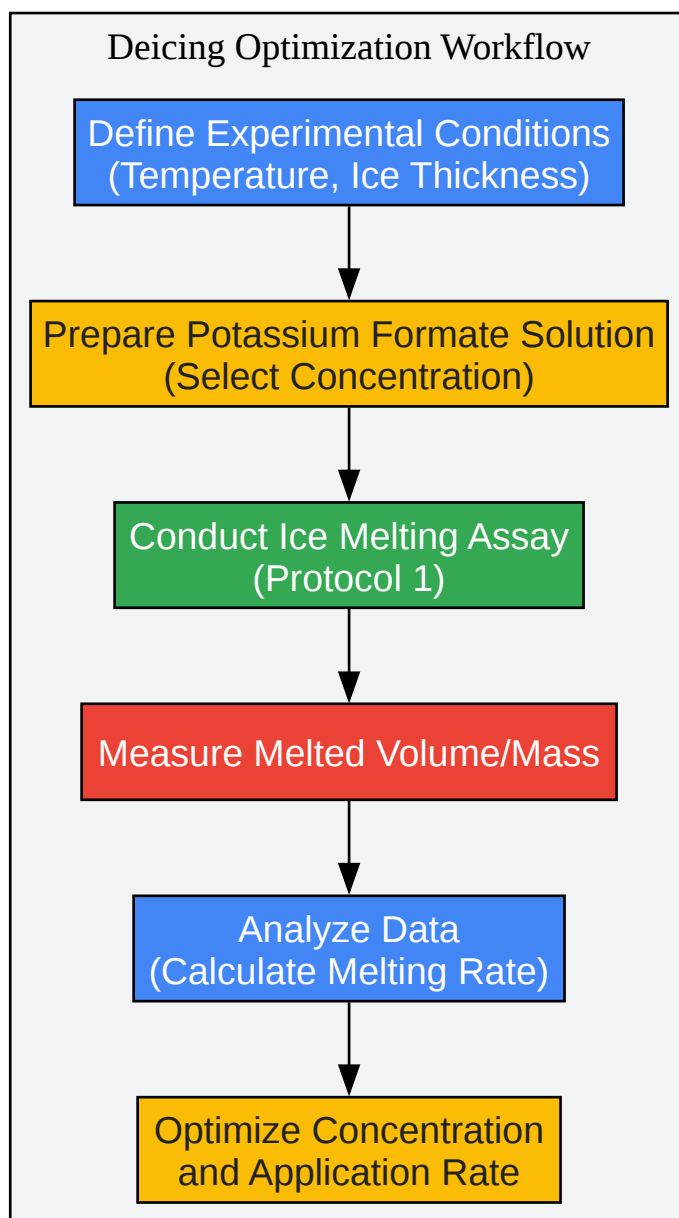 Deicing Optimization Workflow
Define Experimental Conditions
(Temperature, Ice Thickness)
Prepare Potassium Formate Solution
(Select Concentration)
Conduct Ice Melting Assay
(Protocol 1)
Measure Melted Volume/Mass
Analyze Data
(Calculate Melting Rate)
Optimize Concentration
and Application Rate